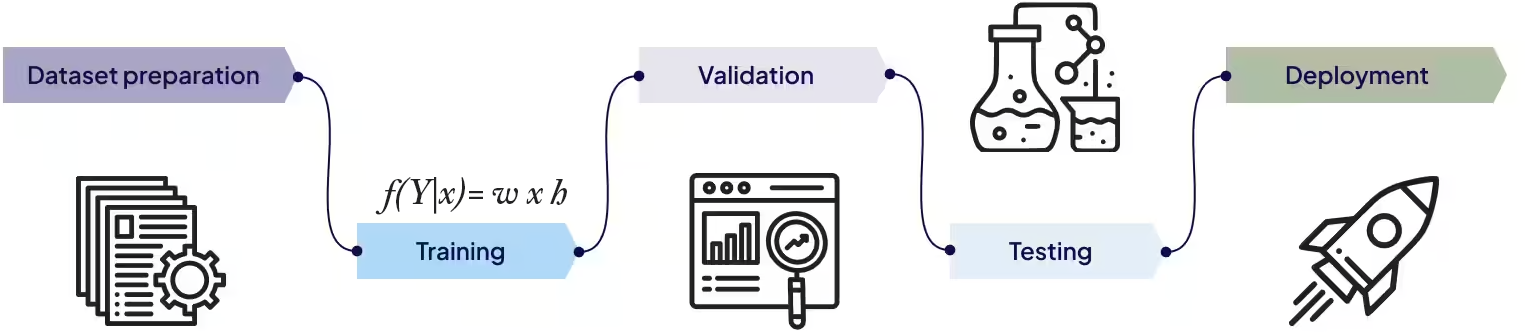 Dataset preparation
f(Y|x)= w x h
Training
Validation
Testing
Deployment